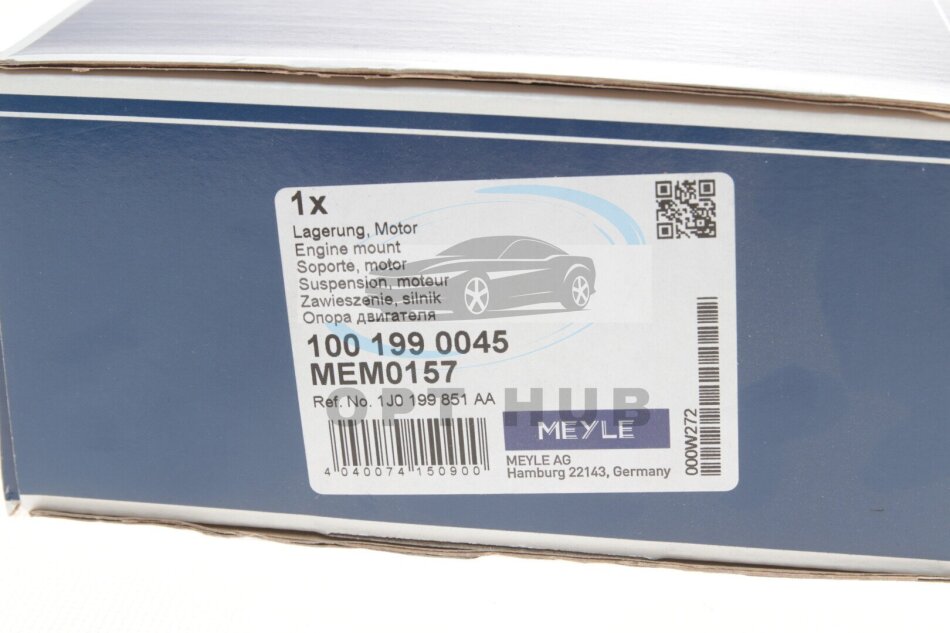 1x
Lagerung, Motor
Engine mount
Soporte, motor
Suspension, moteur
Zawieszenie, silnik
Опора двигателя
100 199 0045
MEM0157
Ref. No. 1J0 199 851 AA
OPT HUB
MEYLE
4 040074 150900
MEYLE AG
Hamburg 22143, Germany
000W272